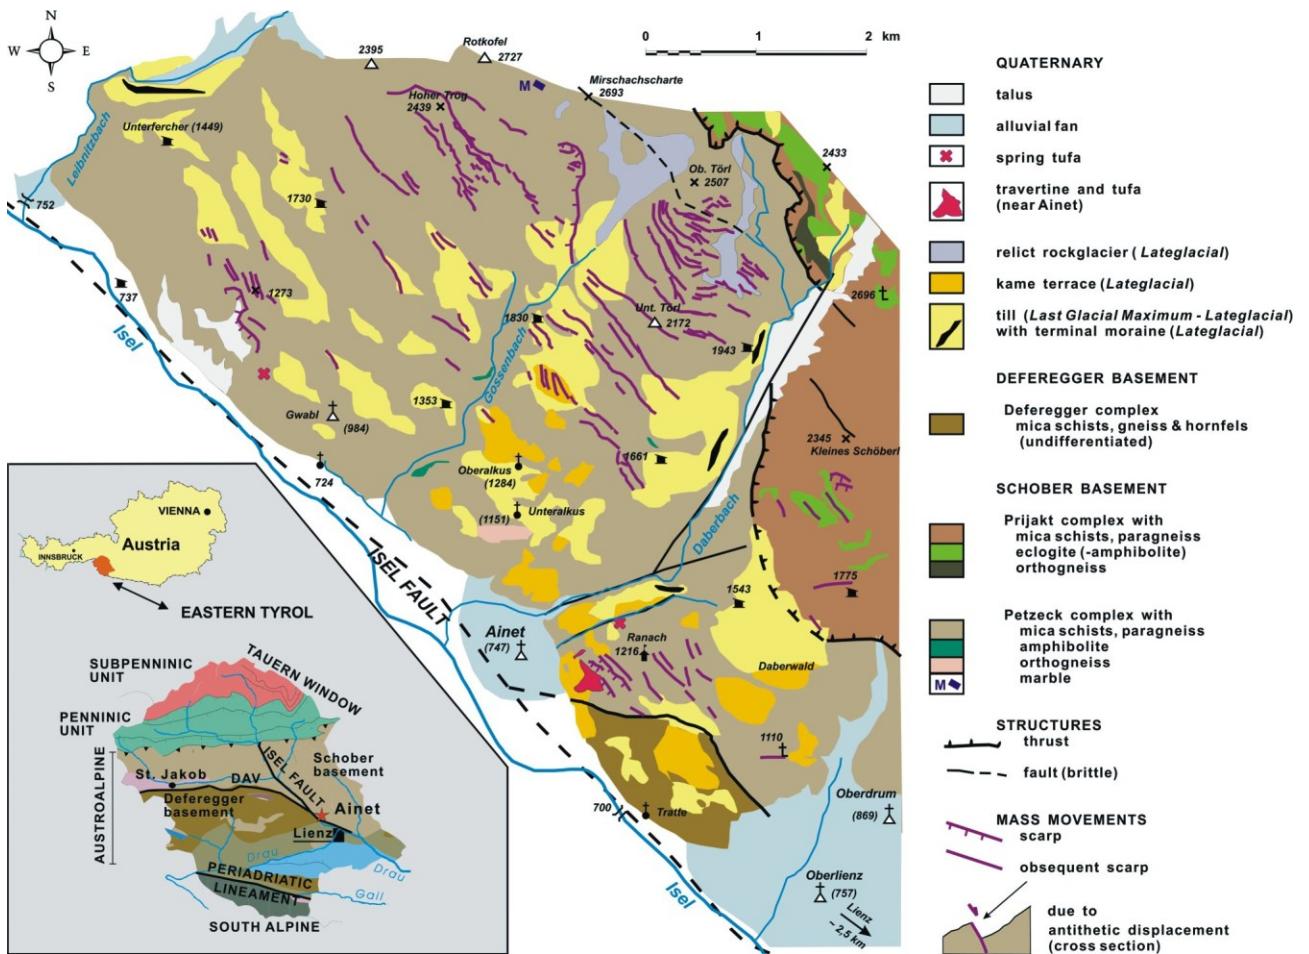 N
W
E
S
2395
Rotkofel
2727
0
1
2
km
Mirschachscharte
2693
M
Hoher Trog
2439
Unterfercher (1449)
Leibnitzbach
752
1730
Ob. Törl
2507
2433
737
1273
Isel
1830
Unt. Törl
2172
2696
1943
Gossenbach
Gwabl
(984)
1353
2345
Kleines Schöberl
724
Oberalkus
(1284)
1661
(1151)
Unteralkus
Daberbach
ISEL FAULT
1775
1543
Ainet
(747)
Ranach
1216
Daberwald
1110
700
Tratte
Oberdrum
(869)
Oberlienz
(757)
Isel
Lienz
~ 2,5 km
VIENNA
INNSBRUCK
Austria
EASTERN TYROL
SUBPENNINIC
UNIT
TAUERN WINDOW
PENNINIC
UNIT
AUSTROALPINE
ISEL FAULT
Schober
basement
St. Jakob
DAV
Deferegger
basement
Ainet
Lienz
Drau
Drau
PERIADRIATIC
LINEAMENT
Gail
SOUTH ALPINE
QUATERNARY
talus
alluvial fan
spring tufa
travertine and tufa
(near Ainet)
relict rockglacier (Lateglacial)
kame terrace (Lateglacial)
till (Last Glacial Maximum - Lateglacial)
with terminal moraine (Lateglacial)
DEFEREGGER BASEMENT
Deferegger complex
mica schists, gneiss & hornfels
(undifferentiated)
SCHOBER BASEMENT
Prijakt complex with
mica schists, paragneiss
eclogite (-amphibolite)
orthogneiss
Petzeck complex with
mica schists, paragneiss
amphibolite
orthogneiss
M
marble
STRUCTURES
thrust
fault (brittle)
MASS MOVEMENTS
scarp
obsequent scarp
due to
antithetic displacement
(cross section)